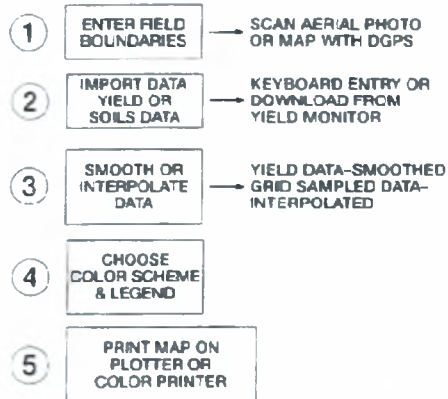 1
ENTER FIELD
BOUNDARIES
SCAN AERIAL PHOTO
OR MAP WITH DGPS
2
IMPORT DATA
YIELD OR
SOILS DATA
KEYBOARD ENTRY OR
DOWNLOAD FROM
YIELD MONITOR
3
SMOOTH OR
INTERPOLATE
DATA
YIELD DATA-SMOOTHED
GRID SAMPLED DATA-
INTERPOLATED
4
CHOOSE
COLOR SCHEME
& LEGEND
5
PRINT MAP ON
PLOTTER OR
COLOR PRINTER